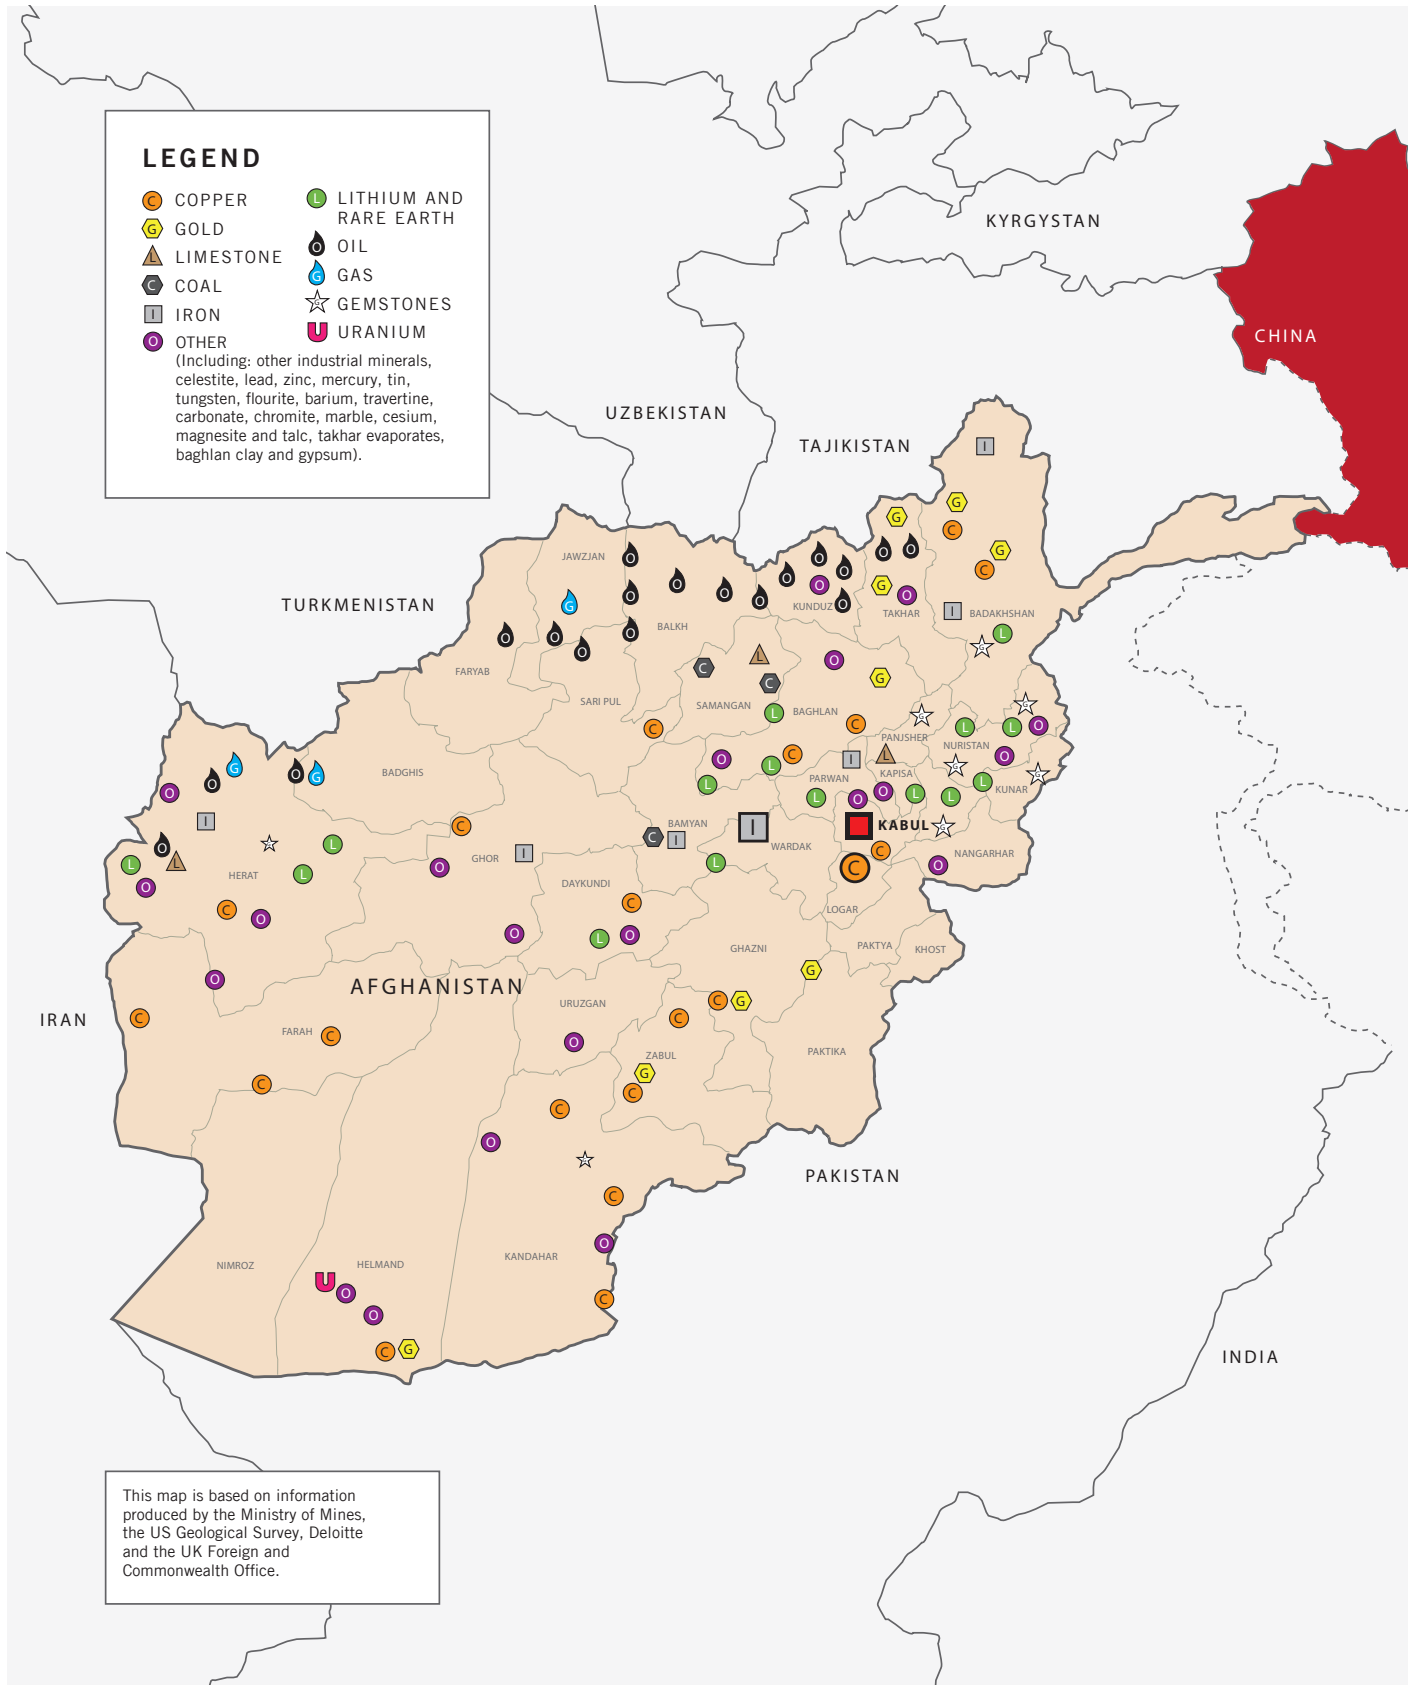 LEGEND
C COPPER
G GOLD
L LIMESTONE
C COAL
I IRON
O OTHER
(Including: other industrial minerals,
celestite, lead, zinc, mercury, tin,
tungsten, flourite, barium, travertine,
carbonate, chromite, marble, cesium,
magnesite and talc, takhar evaporates,
baghlan clay and gypsum).
L LITHIUM AND
RARE EARTH
O OIL
G GAS
G GEMSTONES
U URANIUM
KYRGYSTAN
CHINA
UZBEKISTAN
TAJIKISTAN
TURKMENISTAN
JAWZJAN
KUNDUZ
TAKHAR
BADAKHSHAN
BALKH
FARYAB
SARI PUL
SAMANGAN
BAGHLAN
PANJSHER
NURISTAN
BADGHIS
PARWAN
KAPISA
KUNAR
BAMYAN
KABUL
WARDAK
NANGARHAR
GHOR
HERAT
DAYKUNDI
LOGAR
GHAZNI
PAKTYA
KHOST
AFGHANISTAN
URUZGAN
IRAN
FARAH
ZABUL
PAKTIKA
PAKISTAN
KANDAHAR
NIMROZ
HELMAND
INDIA
This map is based on information
produced by the Ministry of Mines,
the US Geological Survey, Deloitte
and the UK Foreign and
Commonwealth Office.